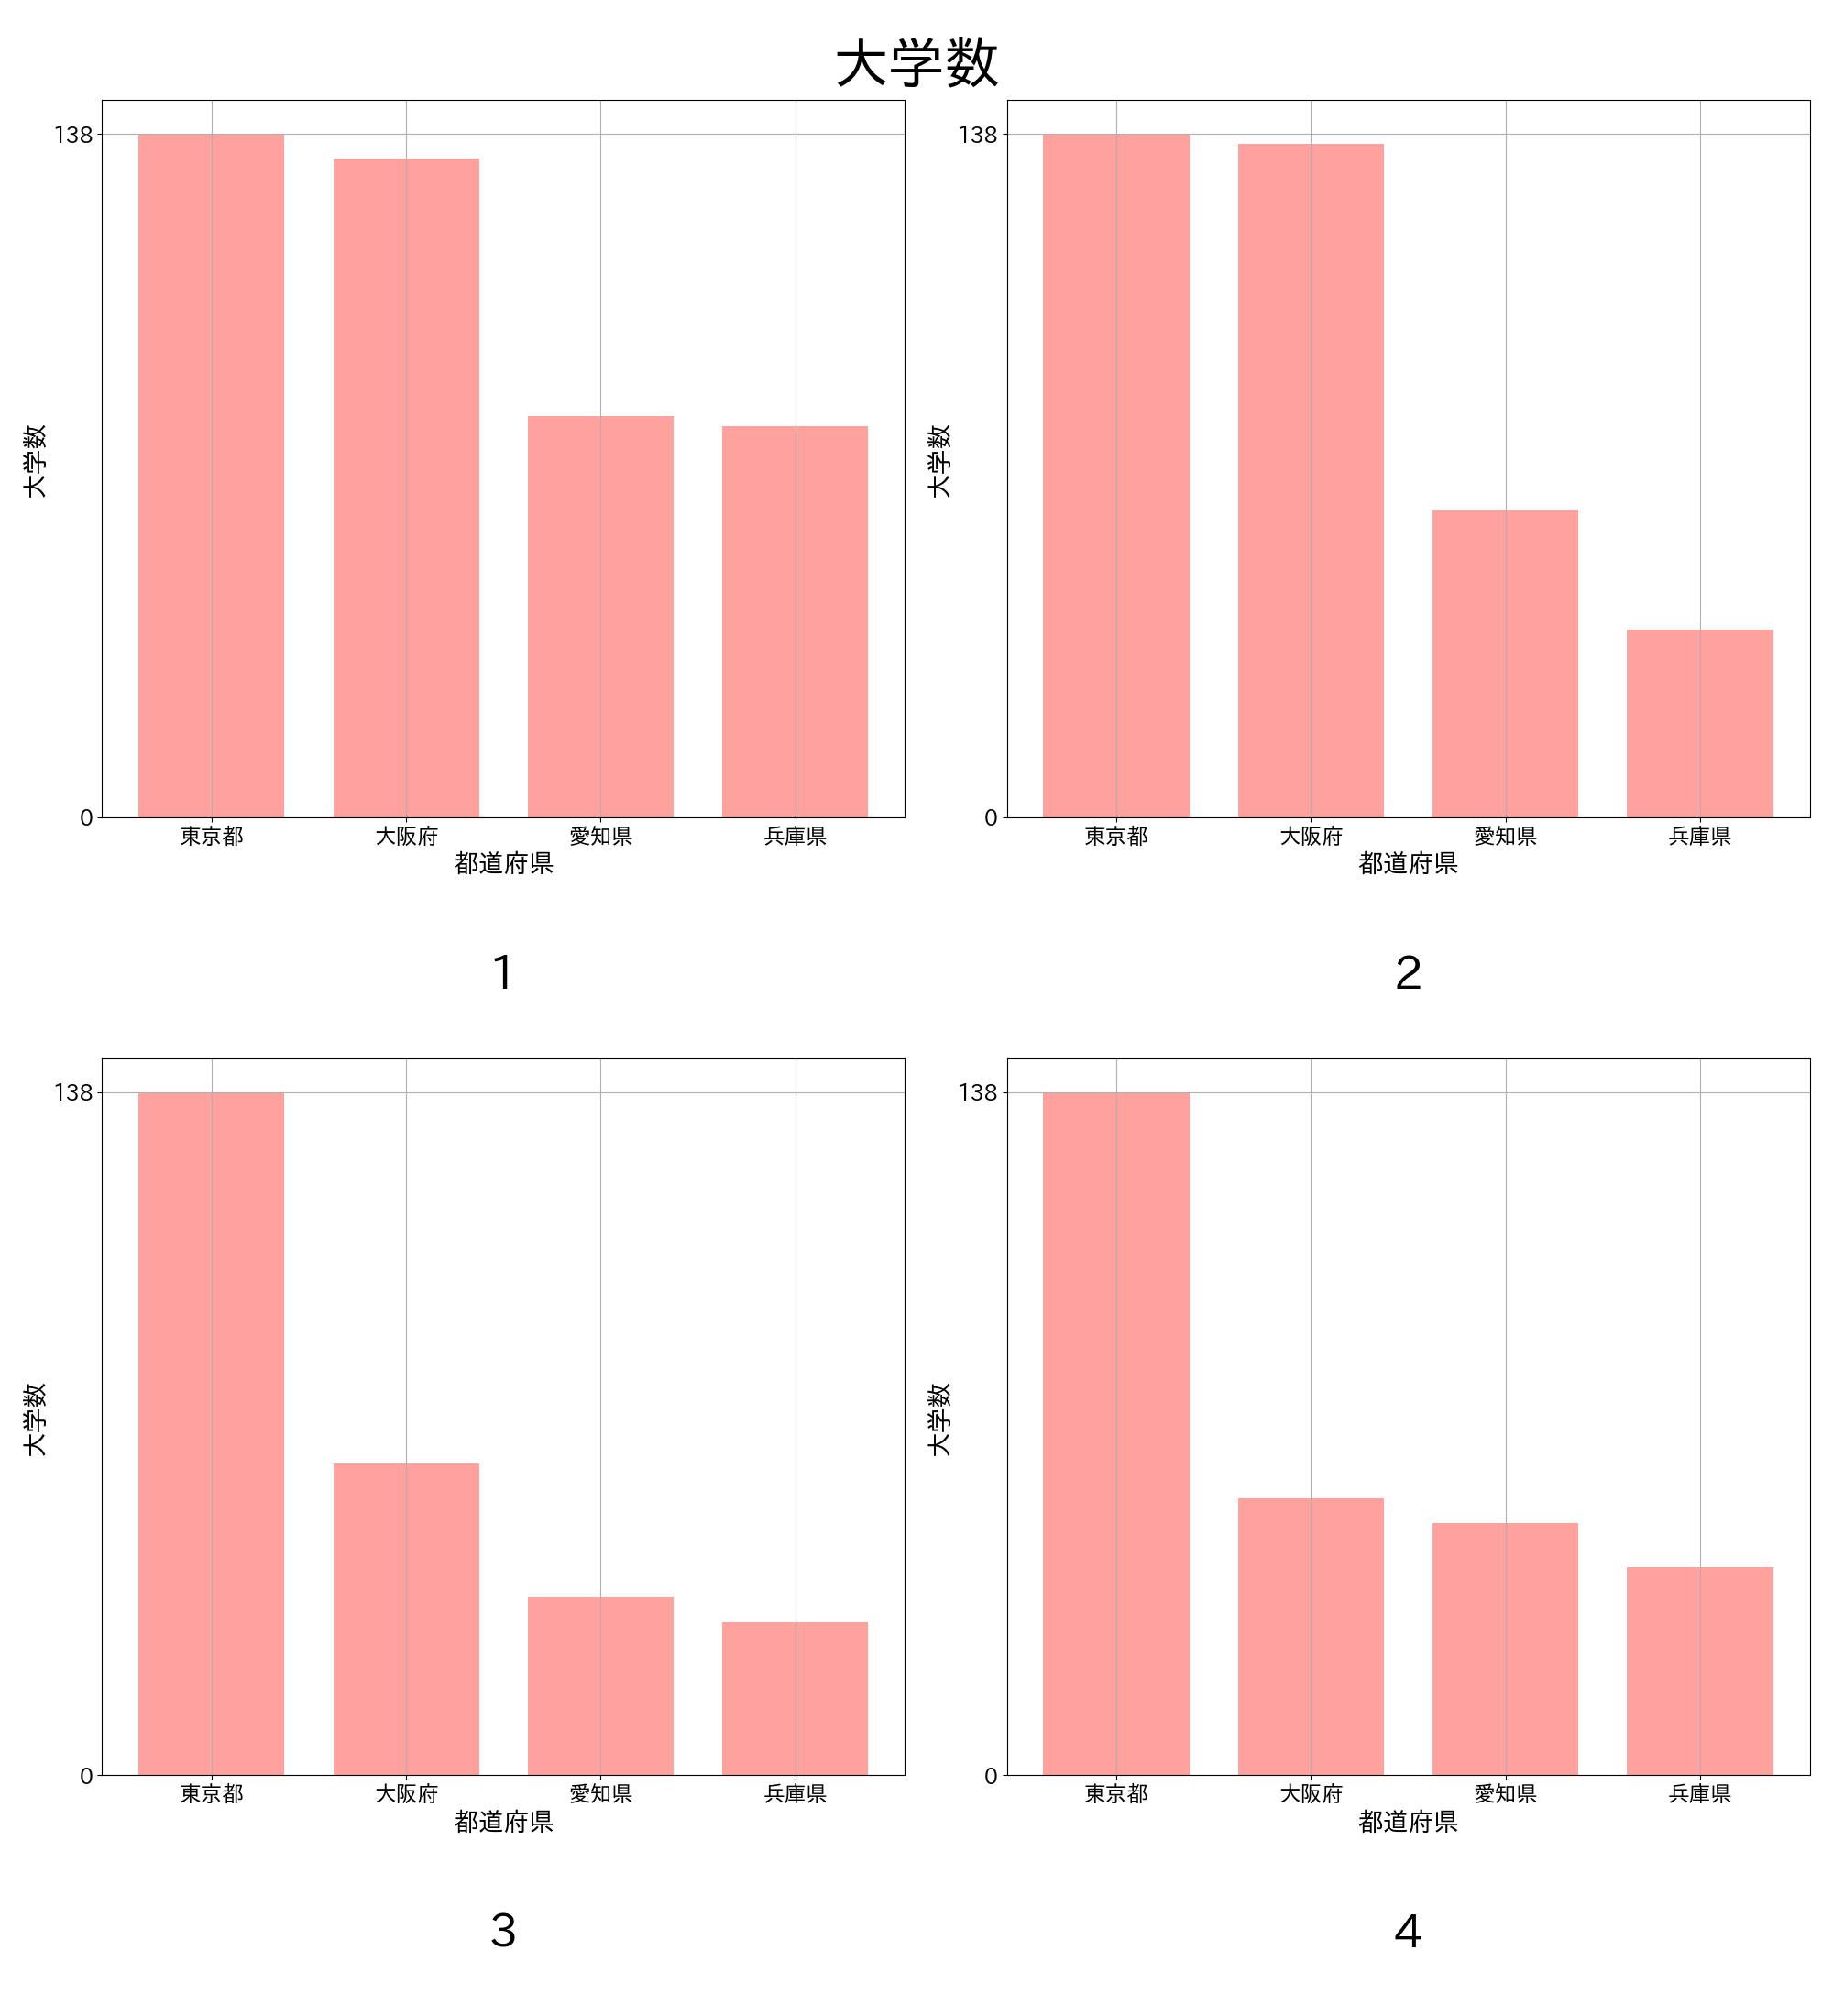 大学数
138
0
大学数
東京都 大阪府 愛知県 兵庫県
都道府県
1
138
0
大学数
東京都 大阪府 愛知県 兵庫県
都道府県
2
138
0
大学数
東京都 大阪府 愛知県 兵庫県
都道府県
3
138
0
大学数
東京都 大阪府 愛知県 兵庫県
都道府県
4